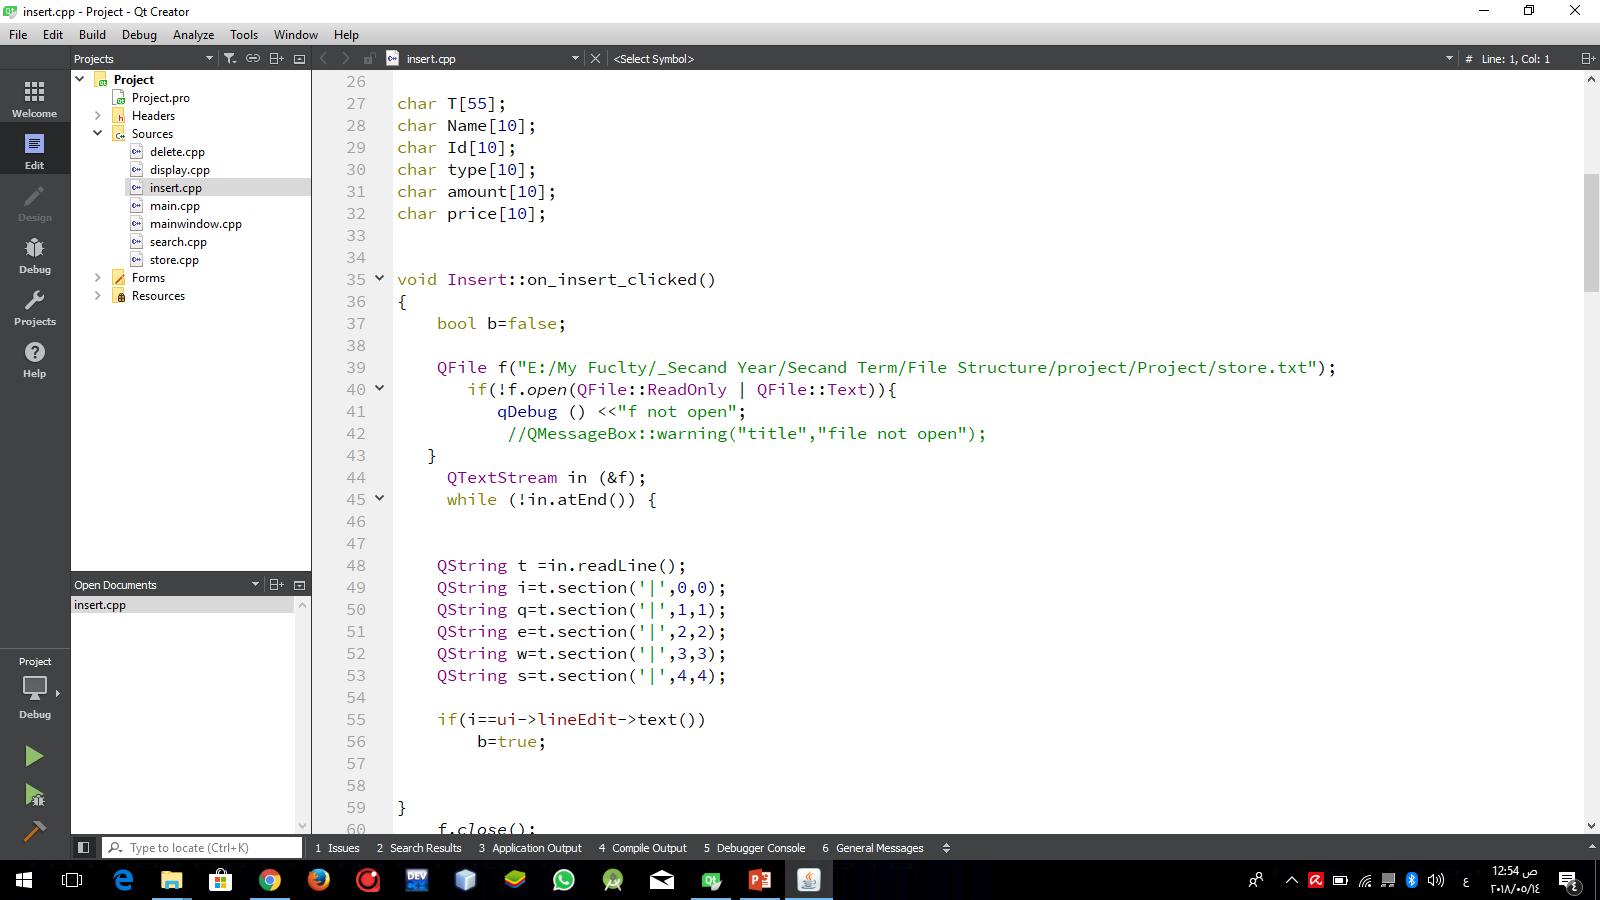 insert.cpp - Project - Qt Creator
File Edit Build Debug Analyze Tools Window Help
Projects
insert.cpp
<Select Symbol>
# Line: 1, Col: 1
Welcome
Edit
Design
Debug
Projects
Help
Project
Project.pro
Headers
Sources
delete.cpp
display.cpp
insert.cpp
main.cpp
mainwindow.cpp
search.cpp
store.cpp
Forms
Resources
Open Documents
insert.cpp
Project
Debug
26
27 char T[55];
28 char Name[10];
29 char Id[10];
30 char type[10];
31 char amount[10];
32 char price[10];
33
34
35 void Insert::on_insert_clicked()
36 {
37 bool b=false;
38
39 QFile f("E:/My Fuclty/_Secand Year/Secand Term/File Structure/project/Project/store.txt");
40 if(!f.open(QFile::ReadOnly | QFile::Text)){
41 qDebug () <<"f not open";
42 //QMessageBox::warning("title","file not open");
43 }
44 QTextStream in (&f);
45 while (!in.atEnd()) {
46
47
48 QString t =in.readLine();
49 QString i=t.section('|',0,0);
50 QString q=t.section('|',1,1);
51 QString e=t.section('|',2,2);
52 QString w=t.section('|',3,3);
53 QString s=t.section('|',4,4);
54
55 if(i==ui->lineEdit->text())
56 b=true;
57
58
59 }
60 f.close();
Type to locate (Ctrl+K)
1 Issues 2 Search Results 3 Application Output 4 Compile Output 5 Debugger Console 6 General Messages
DEV
ع
12:54 ص
٢٠١٨/٠٥/١٤
٤